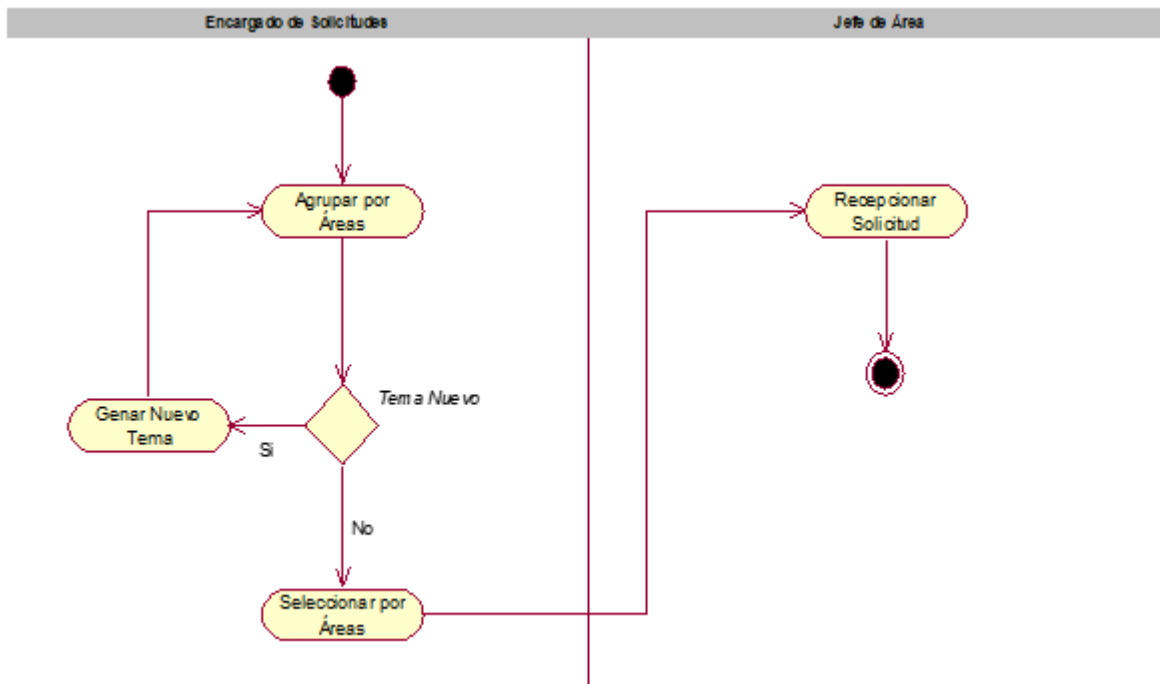 Encargado de Solicitudes
Jefe de Área
Agrupar por
Áreas
Recepcionar
Solicitud
Tema Nuevo
Genar Nuevo
Tema
Si
No
Seleccionar por
Áreas